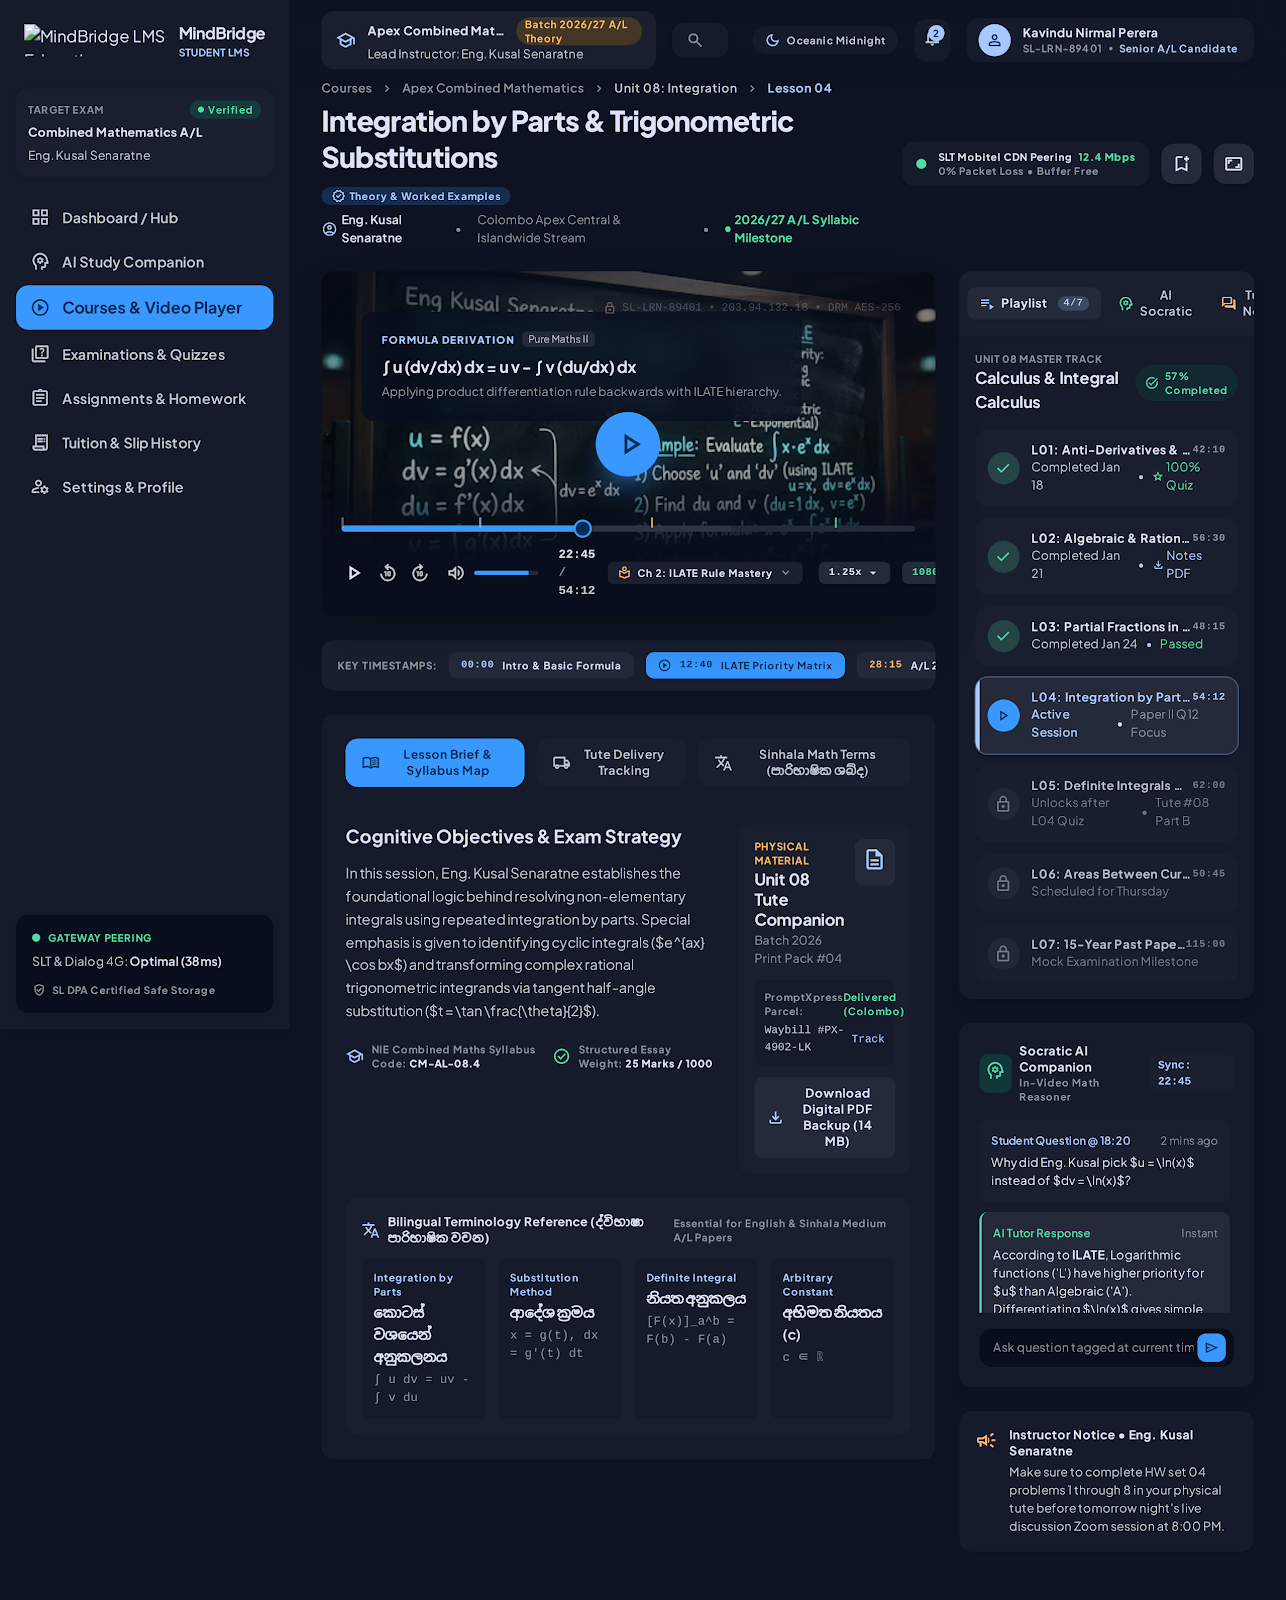 MindBridge LMS
MindBridge
STUDENT LMS
TARGET EXAM
Verified
Combined Mathematics A/L
Eng. Kusal Senaratne
Dashboard / Hub
AI Study Companion
Courses & Video Player
Examinations & Quizzes
Assignments & Homework
Tuition & Slip History
Settings & Profile
GATEWAY PEERING
SLT & Dialog 4G: Optimal (38ms)
SL DPA Certified Safe Storage
Apex Combined Mat...
Batch 2026/27 A/L
Theory
Lead Instructor: Eng. Kusal Senaratne
Oceanic Midnight
2
Kavindu Nirmal Perera
SL-LRN-89401 • Senior A/L Candidate
Courses > Apex Combined Mathematics > Unit 08: Integration > Lesson 04
Integration by Parts & Trigonometric
Substitutions
Theory & Worked Examples
Eng. Kusal
Senaratne
•
Colombo Apex Central &
Islandwide Stream
•
2026/27 A/L Syllabic
Milestone
SLT Mobitel CDN Peering 12.4 Mbps
0% Packet Loss • Buffer Free
Eng Kusal Senaratne
SL-LRN-89401 • 203.94.132.18 • DRM AES-256
FORMULA DERIVATION
Pure Maths II
∫ u (dv/dx) dx = u v − ∫ v (du/dx) dx
Applying product differentiation rule backwards with ILATE hierarchy.
E-Exponential)
u = f(x)
dv = g'(x) dx
du = f'(x) dx
dv = eˣ dx
Example: Evaluate ∫x·eˣ dx
1) Choose 'u' and 'dv' (using ILATE
u=x, dv=eˣdx)
2) Find du and v (du=1dx, v=eˣ)
3) Apply formula
22:45
/
54:12
Ch 2: ILATE Rule Mastery
1.25x
KEY TIMESTAMPS:
00:00 Intro & Basic Formula
12:40 ILATE Priority Matrix
28:15
Lesson Brief &
Syllabus Map
Tute Delivery
Tracking
Sinhala Math Terms
(පාරිභාෂික ශබ්ද)
Cognitive Objectives & Exam Strategy
In this session, Eng. Kusal Senaratne establishes the
foundational logic behind resolving non-elementary
integrals using repeated integration by parts. Special
emphasis is given to identifying cyclic integrals ($e^{ax}
\cos bx$) and transforming complex rational
trigonometric integrands via tangent half-angle
substitution ($t = \tan \frac{\theta}{2}$).
NIE Combined Maths Syllabus
Code: CM-AL-08.4
Structured Essay
Weight: 25 Marks / 1000
PHYSICAL
MATERIAL
Unit 08
Tute
Companion
Batch 2026
Print Pack #04
PromptXpress
Parcel:
Delivered
(Colombo)
Waybill #PX-
4902-LK
Track
Download
Digital PDF
Backup (14
MB)
Bilingual Terminology Reference (ද්විභාෂා
පාරිභාෂික වචන)
Essential for English & Sinhala Medium
A/L Papers
Integration by
Parts
කොටස්
වශයෙන්
අනුකලනය
∫ u dv = uv -
∫ v du
Substitution
Method
ආදේශ ක්‍රමය
x = g(t), dx
= g'(t) dt
Definite Integral
නියත අනුකලය
[F(x)]_a^b =
F(b) - F(a)
Arbitrary
Constant
අභිමත නියතය
(c)
c ∈ ℝ
Playlist 4/7
AI
Socratic
UNIT 08 MASTER TRACK
Calculus & Integral
Calculus
57%
Completed
L01: Anti-Derivatives & ... 42:10
Completed Jan
18
•
100%
Quiz
L02: Algebraic & Ration... 56:30
Completed Jan
21
•
Notes
PDF
L03: Partial Fractions in ... 48:15
Completed Jan 24 • Passed
L04: Integration by Part... 54:12
Active
Session
•
Paper II Q12
Focus
L05: Definite Integrals ... 62:00
Unlocks after
L04 Quiz
•
Tute #08
Part B
L06: Areas Between Cur... 50:45
Scheduled for Thursday
L07: 15-Year Past Pape... 115:00
Mock Examination Milestone
Socratic AI
Companion
In-Video Math
Reasoner
Sync:
22:45
Student Question @ 18:20
2 mins ago
Why did Eng. Kusal pick $u = \ln(x)$
instead of $dv = \ln(x)$?
AI Tutor Response
Instant
According to ILATE, Logarithmic
functions ('L') have higher priority for
$u$ than Algebraic ('A').
Differentiating $\ln(x)$ gives simple
Ask question tagged at current tim
Instructor Notice • Eng. Kusal
Senaratne
Make sure to complete HW set 04
problems 1 through 8 in your physical
tute before tomorrow night's live
discussion Zoom session at 8:00 PM.